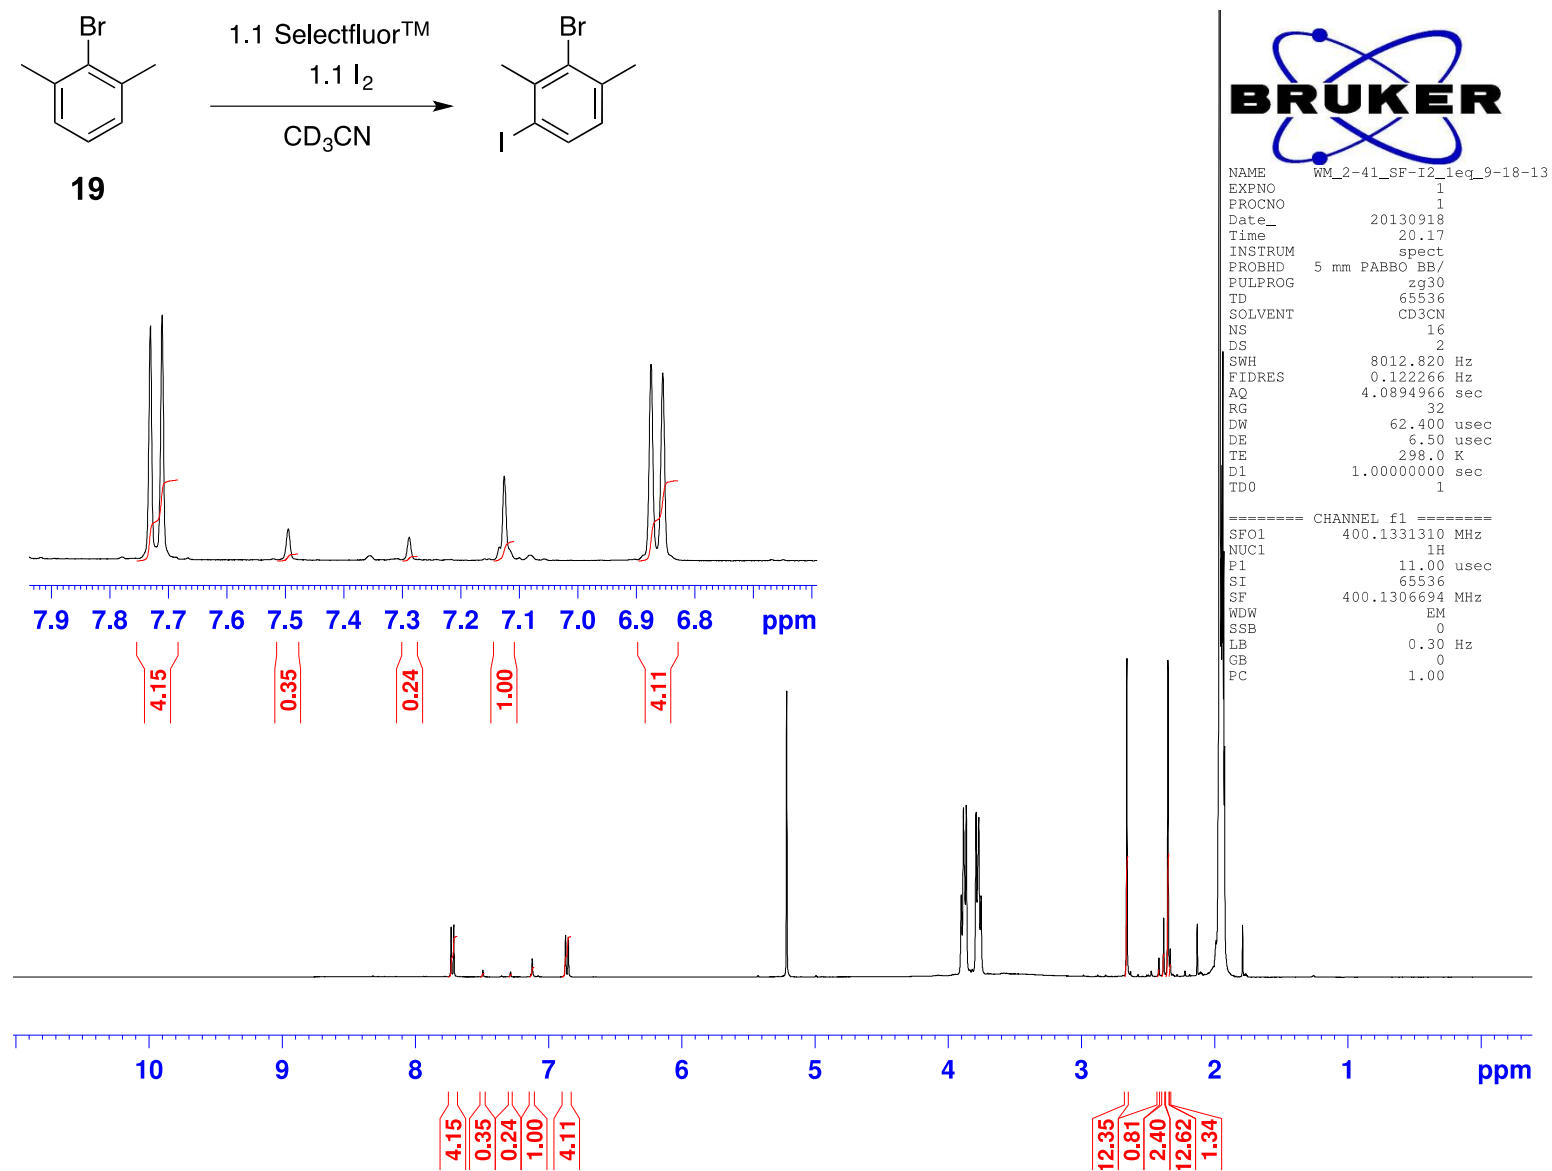 Br
1.1 Selectfluor™
1.1 I2
CD3CN
Br
I
19
BRUKER
NAME WM_2-41_SF-I2_1eq_9-18-13
EXPNO 1
PROCNO 1
Date_ 20130918
Time 20.17
INSTRUM spect
PROBHD 5 mm PABBO BB/
PULPROG zg30
TD 65536
SOLVENT CD3CN
NS 16
DS 2
SWH 8012.820 Hz
FIDRES 0.122266 Hz
AQ 4.0894966 sec
RG 32
DW 62.400 usec
DE 6.50 usec
TE 298.0 K
D1 1.00000000 sec
TD0 1
======== CHANNEL f1 ========
SFO1 400.1331310 MHz
NUC1 1H
P1 11.00 usec
SI 65536
SF 400.1306694 MHz
WDW EM
SSB 0
LB 0.30 Hz
GB 0
PC 1.00
7.9 7.8 7.7 7.6 7.5 7.4 7.3 7.2 7.1 7.0 6.9 6.8 ppm
4.15 0.35 0.24 1.00 4.11
10 9 8 7 6 5 4 3 2 1 ppm
4.15 0.35 0.24 1.00 4.11 12.35 0.81 2.40 12.62 1.34